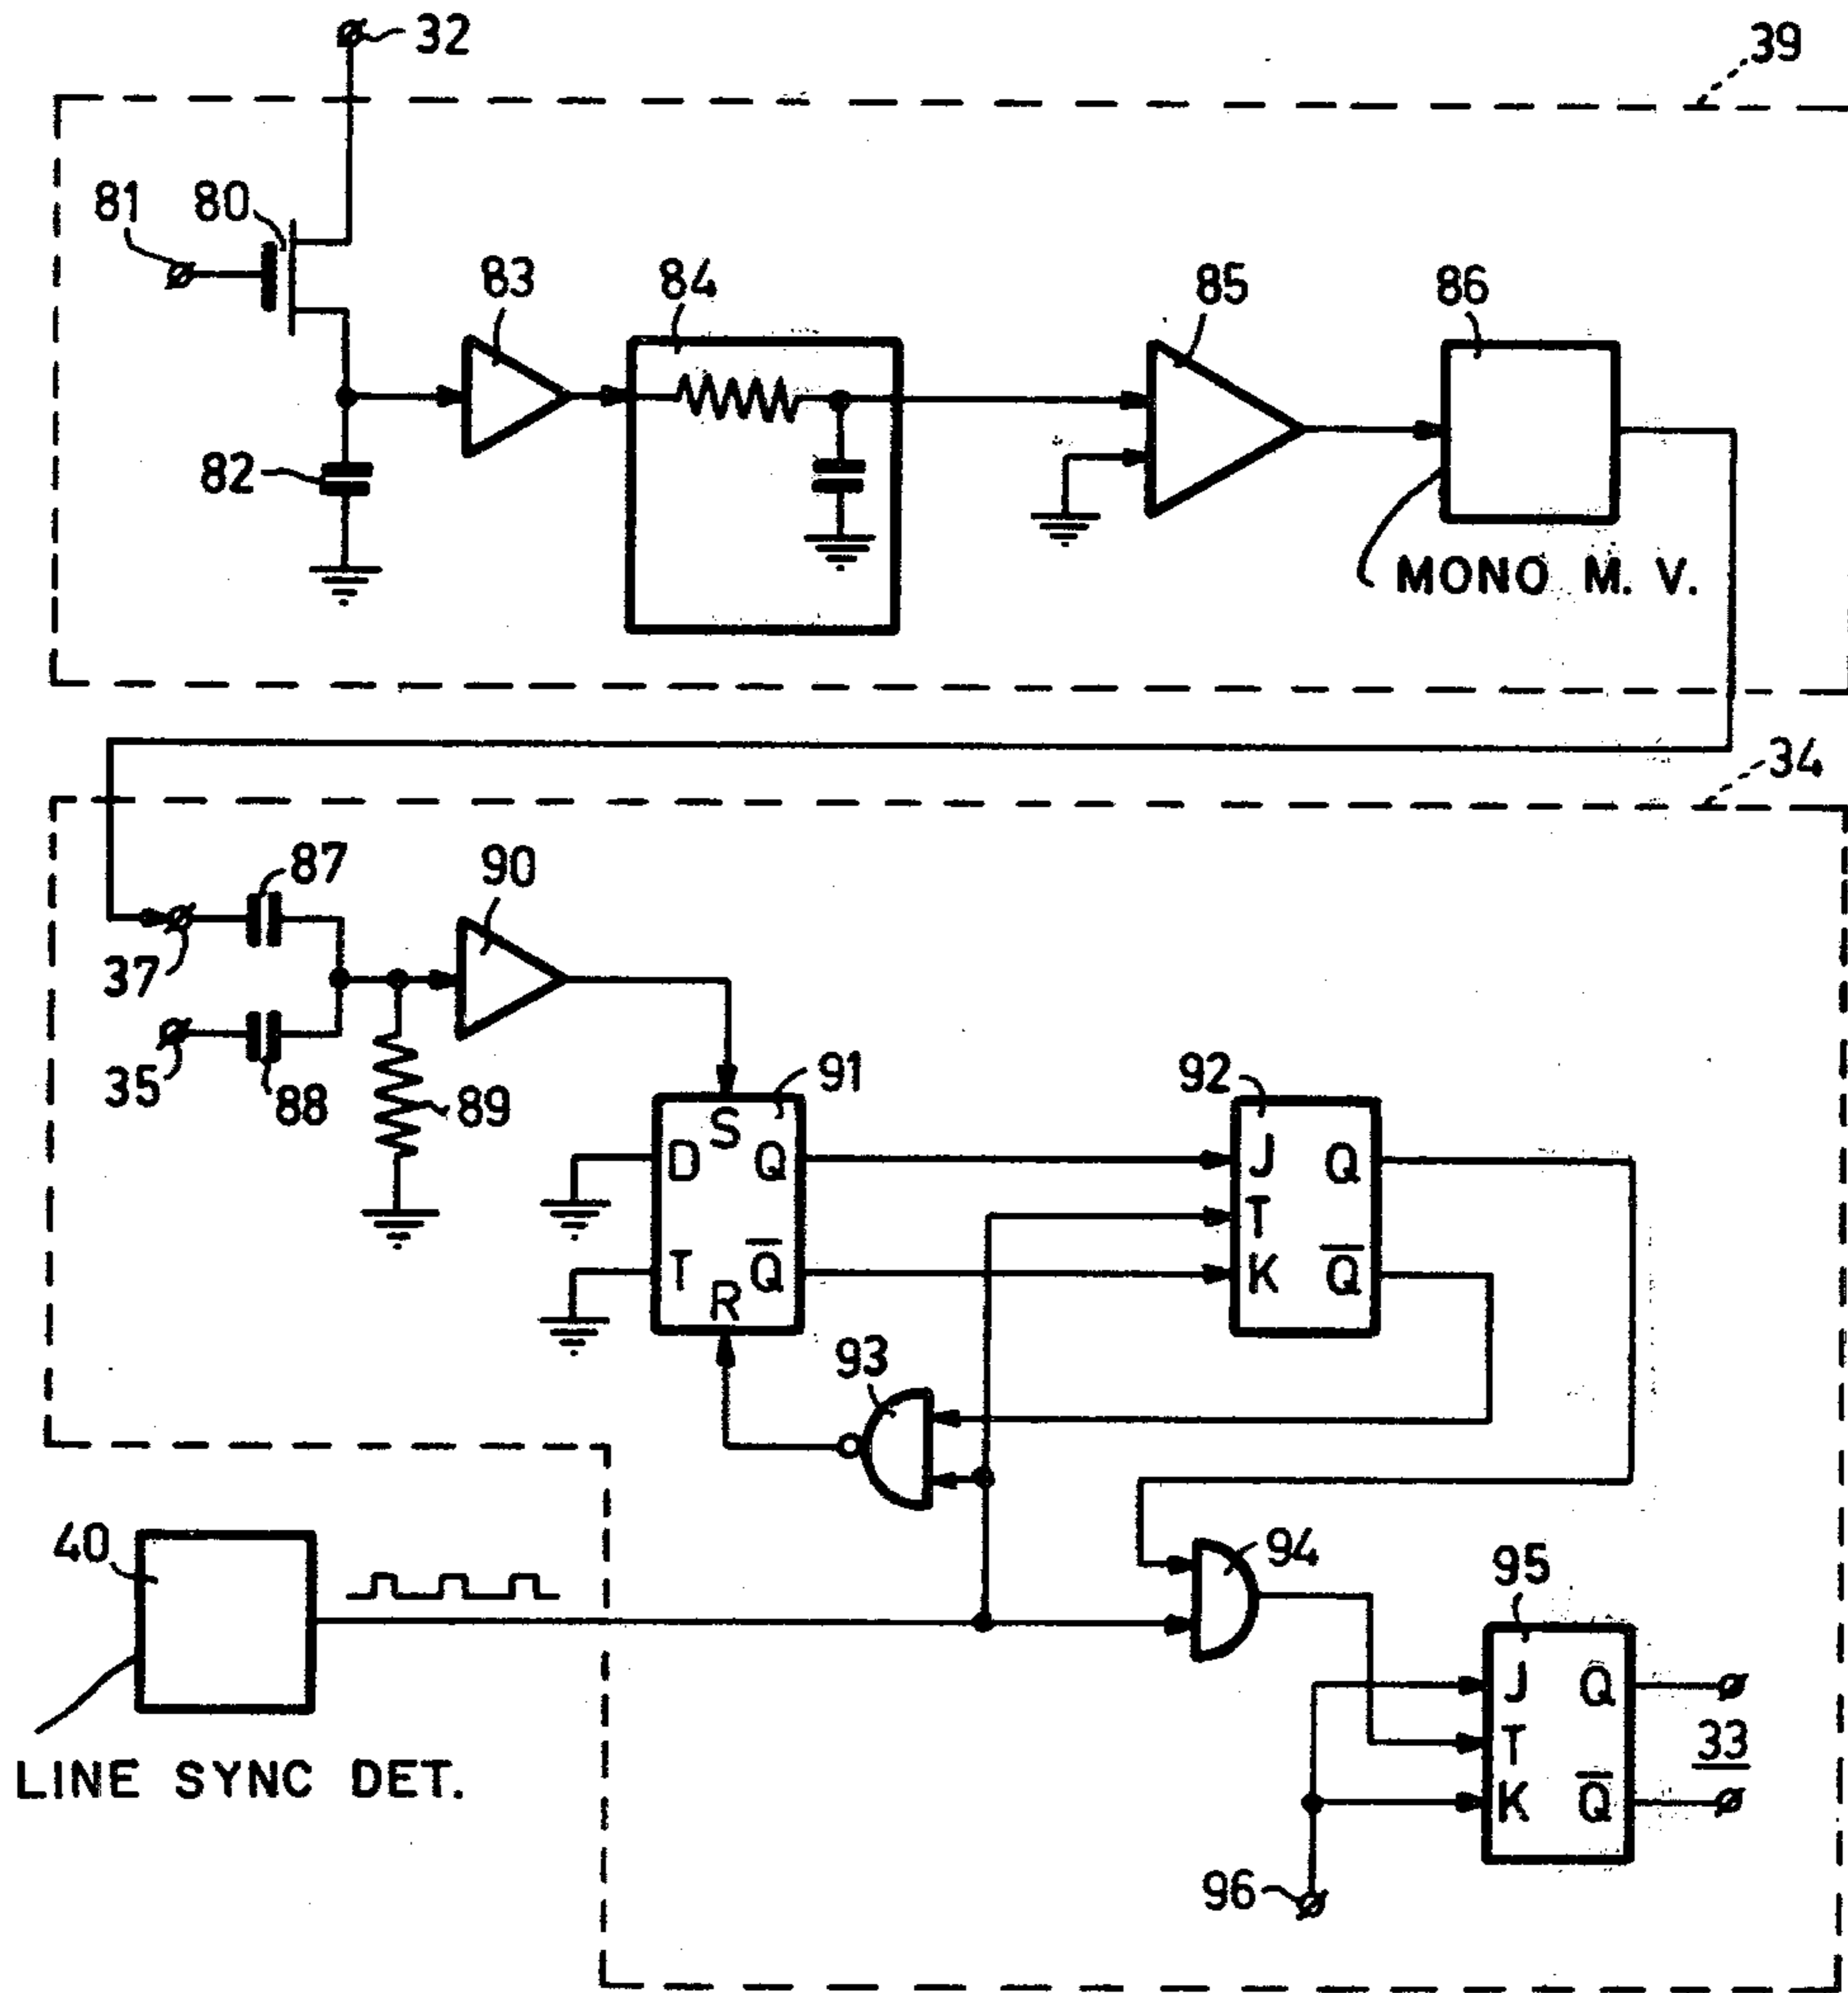 32
39
81 80
83
84
85
86
82
MONO M. V.
34
87
90
37
35
88
89
91
S
D Q
T Q̅
R
92
J Q
T
K Q̅
93
40
94
95
J Q
T
K Q̅
33
96
LINE SYNC DET.